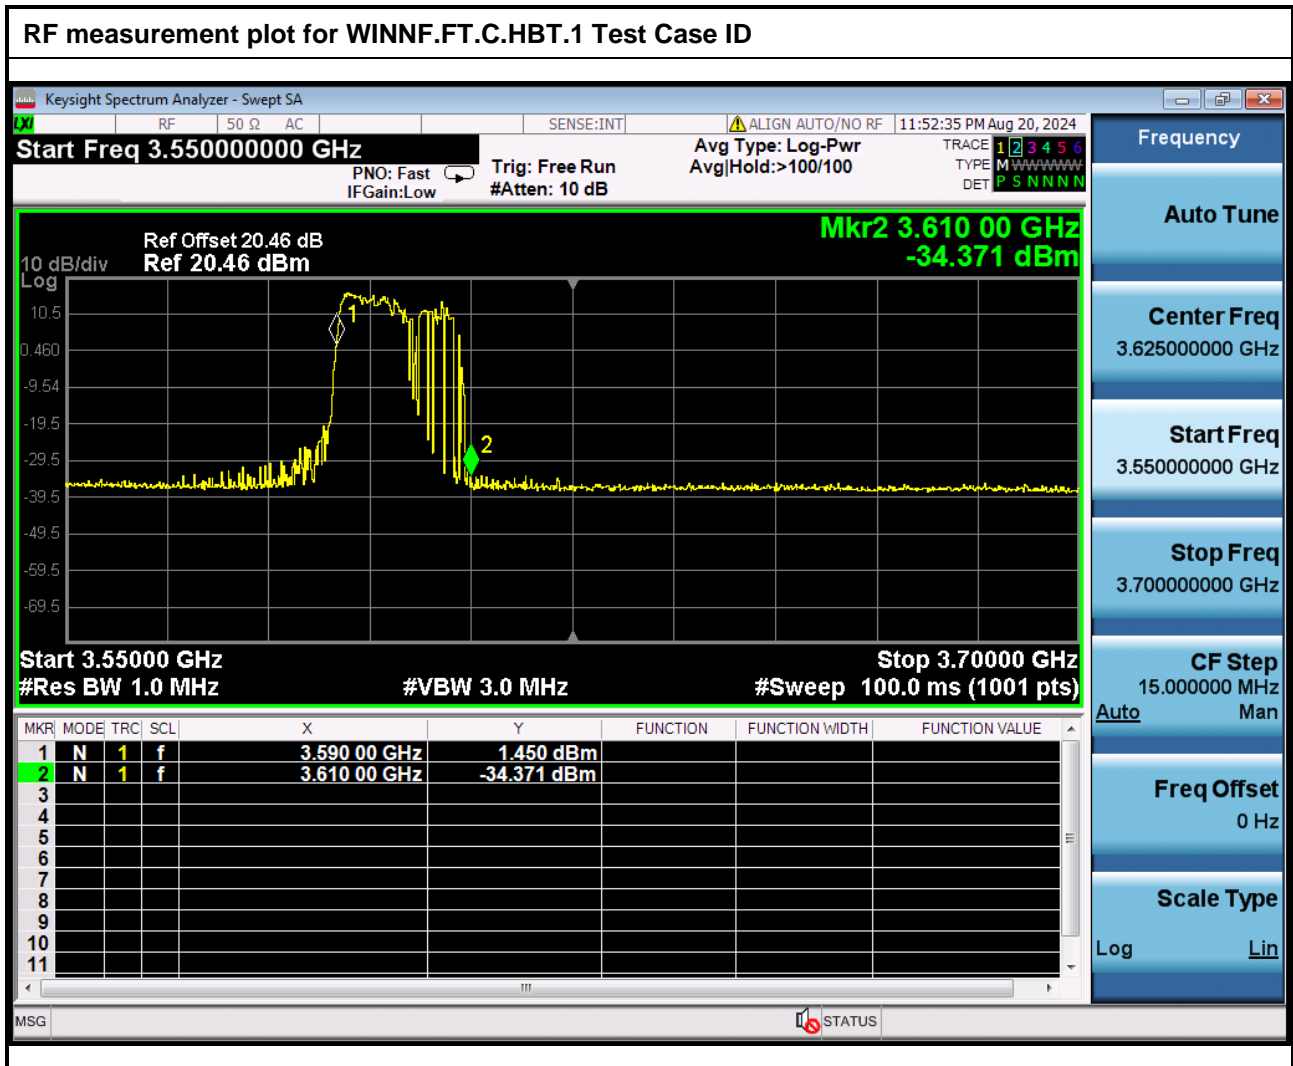 RF measurement plot for WINNF.FT.C.HBT.1 Test Case ID
Keysight Spectrum Analyzer - Swept SA
LXI RF 50 Ω AC SENSE:INT ALIGN AUTO/NO RF 11:52:35 PM Aug 20, 2024
Start Freq 3.550000000 GHz
PNO: Fast
IFGain:Low
Trig: Free Run
#Atten: 10 dB
Avg Type: Log-Pwr
Avg|Hold:>100/100
TRACE 1 2 3 4 5 6
TYPE M W W W W W
DET P S N N N N
Mkr2 3.610 00 GHz
-34.371 dBm
Ref Offset 20.46 dB
10 dB/div Ref 20.46 dBm
Log
10.5
0.460
-9.54
-19.5
-29.5
-39.5
-49.5
-59.5
-69.5
1
2
Start 3.55000 GHz Stop 3.70000 GHz
#Res BW 1.0 MHz #VBW 3.0 MHz #Sweep 100.0 ms (1001 pts)
MKR MODE TRC SCL X Y FUNCTION FUNCTION WIDTH FUNCTION VALUE
1 N 1 f 3.590 00 GHz 1.450 dBm
2 N 1 f 3.610 00 GHz -34.371 dBm
3
4
5
6
7
8
9
10
11
MSG STATUS
Frequency
Auto Tune
Center Freq
3.625000000 GHz
Start Freq
3.550000000 GHz
Stop Freq
3.700000000 GHz
CF Step
15.000000 MHz
Auto Man
Freq Offset
0 Hz
Scale Type
Log Lin